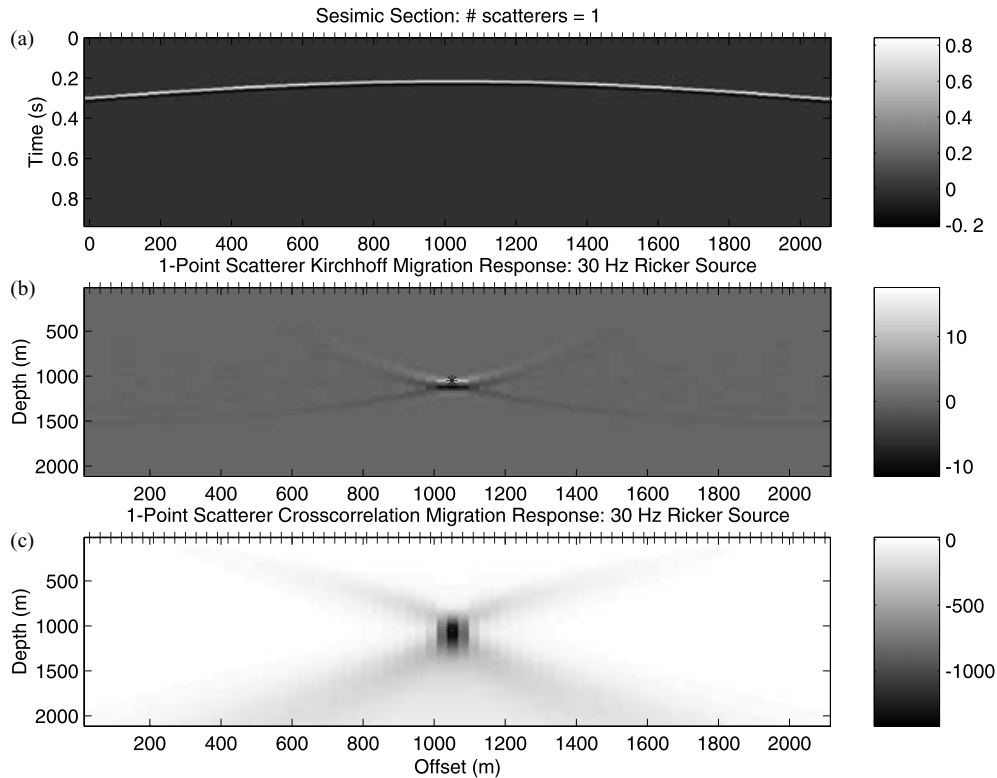 Sesimic Section: # scatterers = 1
(a)
0
0.2
0.4
0.6
0.8
Time (s)
0 200 400 600 800 1000 1200 1400 1600 1800 2000
0.8
0.6
0.4
0.2
0
-0. 2
1-Point Scatterer Kirchhoff Migration Response: 30 Hz Ricker Source
(b)
500
1000
1500
2000
Depth (m)
200 400 600 800 1000 1200 1400 1600 1800 2000
10
0
-10
1-Point Scatterer Crosscorrelation Migration Response: 30 Hz Ricker Source
(c)
500
1000
1500
2000
Depth (m)
200 400 600 800 1000 1200 1400 1600 1800 2000
Offset (m)
0
-500
-1000